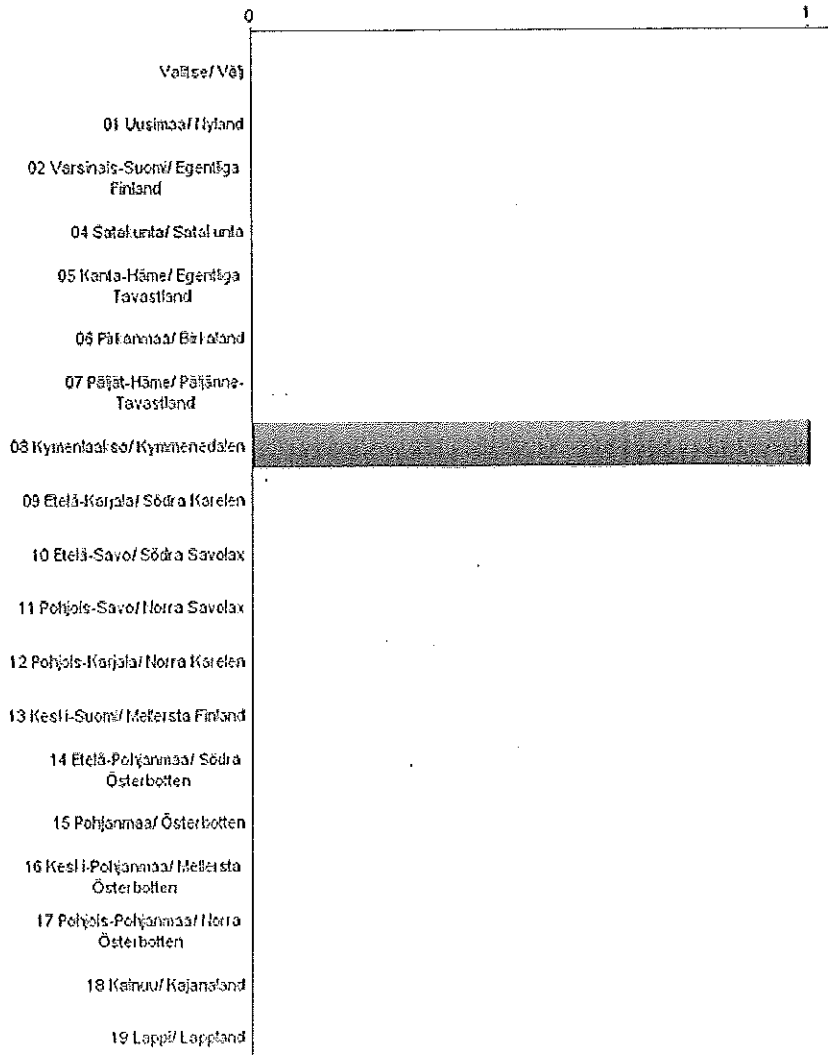 0 1
Valitse/ Välj
01 Uusimaa/ Nyland
02 Varsinais-Suomi/ Egentliga
Finland
04 Satakunta/ Satakunta
05 Kanta-Häme/ Egentliga
Tavastland
06 Pirkanmaa/ Birkaland
07 Päijät-Häme/ Päijänne-
Tavastland
08 Kymenlaakso/ Kymmenedalen
09 Etelä-Karjala/ Södra Karelen
10 Etelä-Savo/ Södra Savolax
11 Pohjois-Savo/ Norra Savolax
12 Pohjois-Karjala/ Norra Karelen
13 Keski-Suomi/ Mellersta Finland
14 Etelä-Pohjanmaa/ Södra
Österbotten
15 Pohjanmaa/ Österbotten
16 Keski-Pohjanmaa/ Mellersta
Österbotten
17 Pohjois-Pohjanmaa/ Norra
Österbotten
18 Kainuu/ Kajanaland
19 Lappi/ Lappland